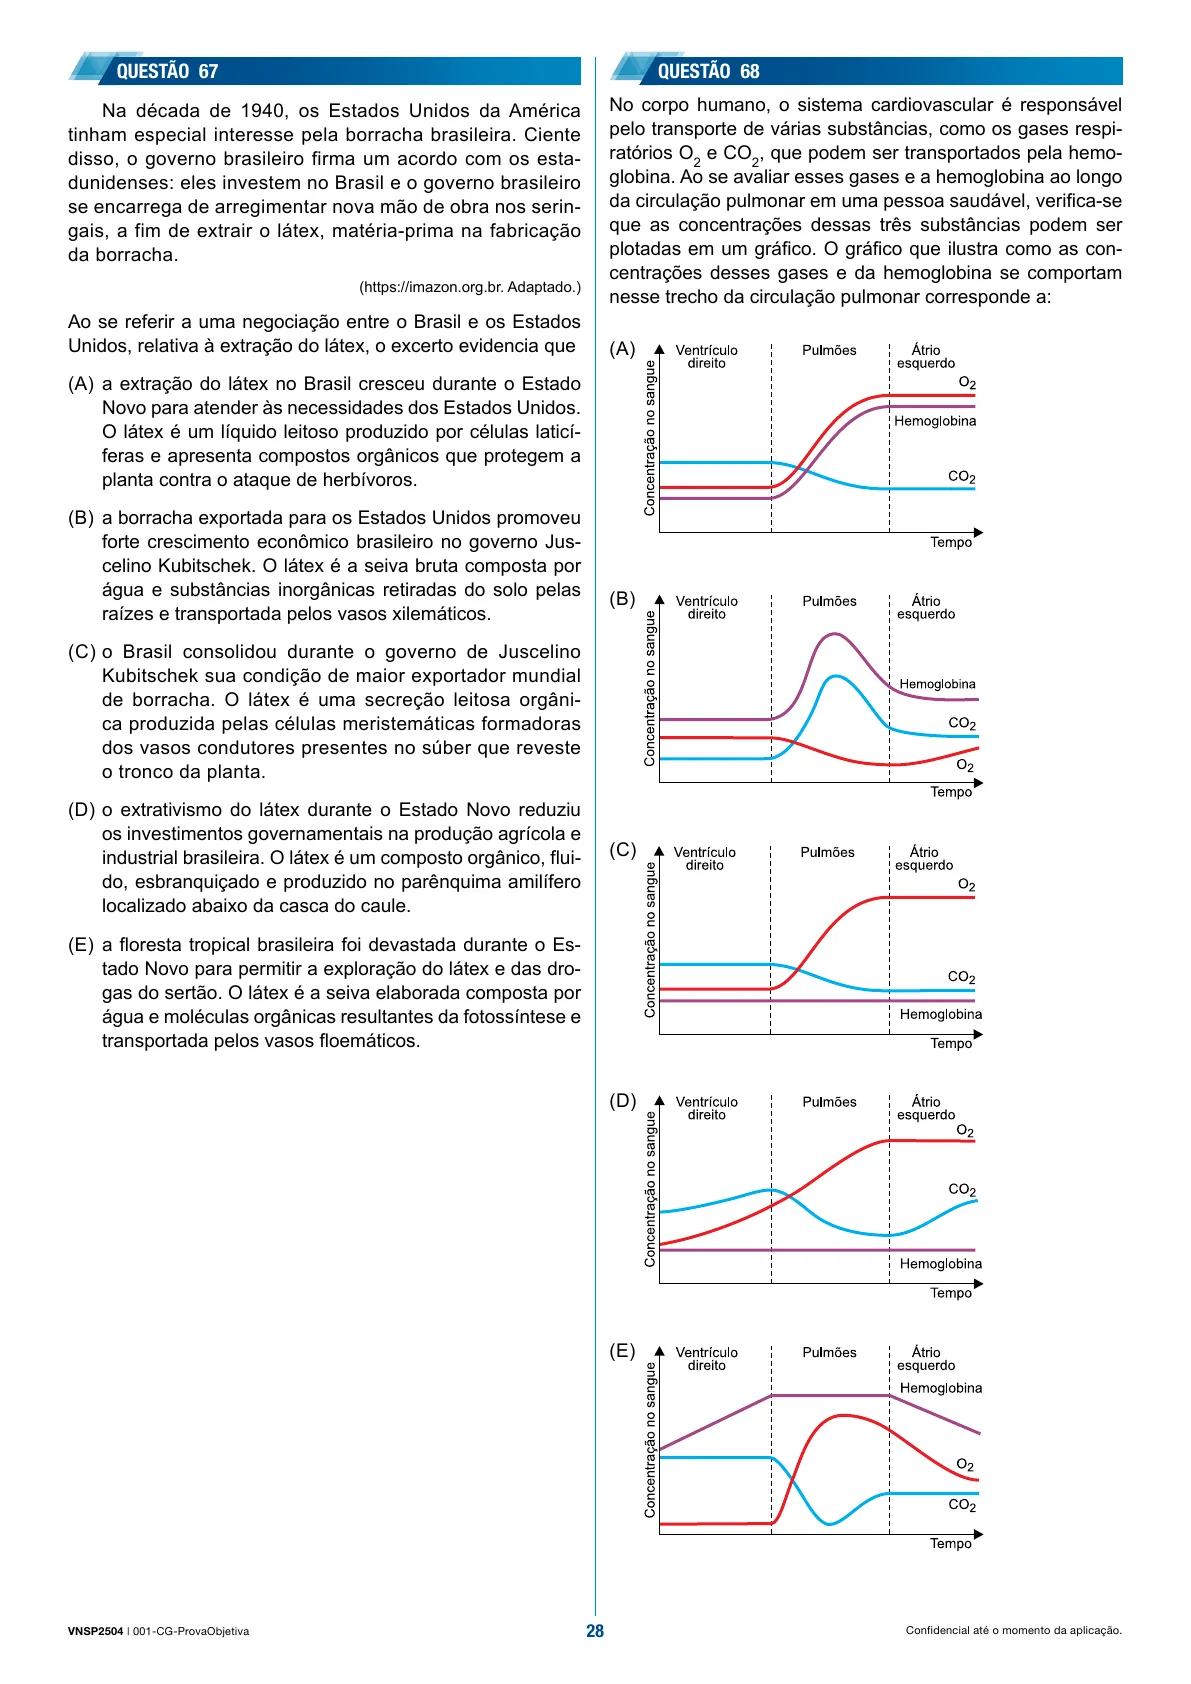 QUESTÃO 67
Na década de 1940, os Estados Unidos da América
tinham especial interesse pela borracha brasileira. Ciente
disso, o governo brasileiro firma um acordo com os esta-
dunidenses: eles investem no Brasil e o governo brasileiro
se encarrega de arregimentar nova mão de obra nos serin-
gais, a fim de extrair o látex, matéria-prima na fabricação
da borracha.
(https://imazon.org.br. Adaptado.)
Ao se referir a uma negociação entre o Brasil e os Estados
Unidos, relativa à extração do látex, o excerto evidencia que
(A) a extração do látex no Brasil cresceu durante o Estado
Novo para atender às necessidades dos Estados Unidos.
O látex é um líquido leitoso produzido por células laticí-
feras e apresenta compostos orgânicos que protegem a
planta contra o ataque de herbívoros.
(B) a borracha exportada para os Estados Unidos promoveu
forte crescimento econômico brasileiro no governo Jus-
celino Kubitschek. O látex é a seiva bruta composta por
água e substâncias inorgânicas retiradas do solo pelas
raízes e transportada pelos vasos xilemáticos.
(C) o Brasil consolidou durante o governo de Juscelino
Kubitschek sua condição de maior exportador mundial
de borracha. O látex é uma secreção leitosa orgâni-
ca produzida pelas células meristemáticas formadoras
dos vasos condutores presentes no súber que reveste
o tronco da planta.
(D) o extrativismo do látex durante o Estado Novo reduziu
os investimentos governamentais na produção agrícola e
industrial brasileira. O látex é um composto orgânico, flui-
do, esbranquiçado e produzido no parênquima amilífero
localizado abaixo da casca do caule.
(E) a floresta tropical brasileira foi devastada durante o Es-
tado Novo para permitir a exploração do látex e das dro-
gas do sertão. O látex é a seiva elaborada composta por
água e moléculas orgânicas resultantes da fotossíntese e
transportada pelos vasos floemáticos.
QUESTÃO 68
No corpo humano, o sistema cardiovascular é responsável
pelo transporte de várias substâncias, como os gases respi-
ratórios O2 e CO2, que podem ser transportados pela hemo-
globina. Ao se avaliar esses gases e a hemoglobina ao longo
da circulação pulmonar em uma pessoa saudável, verifica-se
que as concentrações dessas três substâncias podem ser
plotadas em um gráfico. O gráfico que ilustra como as con-
centrações desses gases e da hemoglobina se comportam
nesse trecho da circulação pulmonar corresponde a:
(A)
Concentração no sangue
Ventrículo
direito
Pulmões
Átrio
esquerdo
O2
Hemoglobina
CO2
Tempo
(B)
Concentração no sangue
Ventrículo
direito
Pulmões
Átrio
esquerdo
Hemoglobina
CO2
O2
Tempo
(C)
Concentração no sangue
Ventrículo
direito
Pulmões
Átrio
esquerdo
O2
CO2
Hemoglobina
Tempo
(D)
Concentração no sangue
Ventrículo
direito
Pulmões
Átrio
esquerdo
O2
CO2
Hemoglobina
Tempo
(E)
Concentração no sangue
Ventrículo
direito
Pulmões
Átrio
esquerdo
Hemoglobina
O2
CO2
Tempo
VNSP2504 | 001-CG-ProvaObjetiva
28
Confidencial até o momento da aplicação.